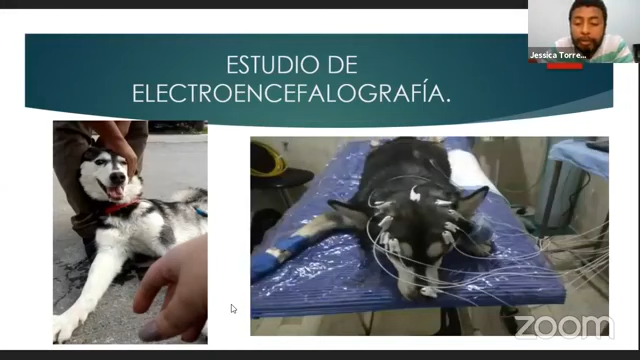 Jessica Torre...
ESTUDIO DE
ELECTROENCEFALOGRAFÍA.
zoom